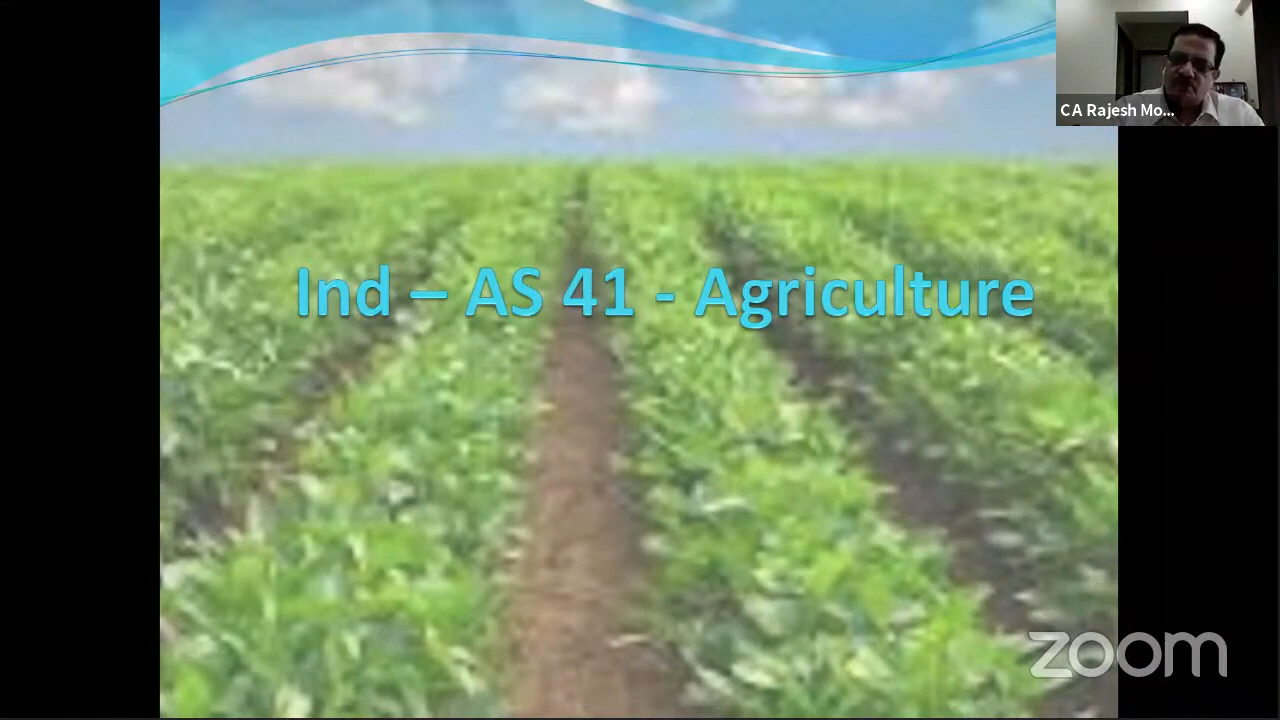 CA Rajesh Mo...
Ind – AS 41 - Agriculture
zoom